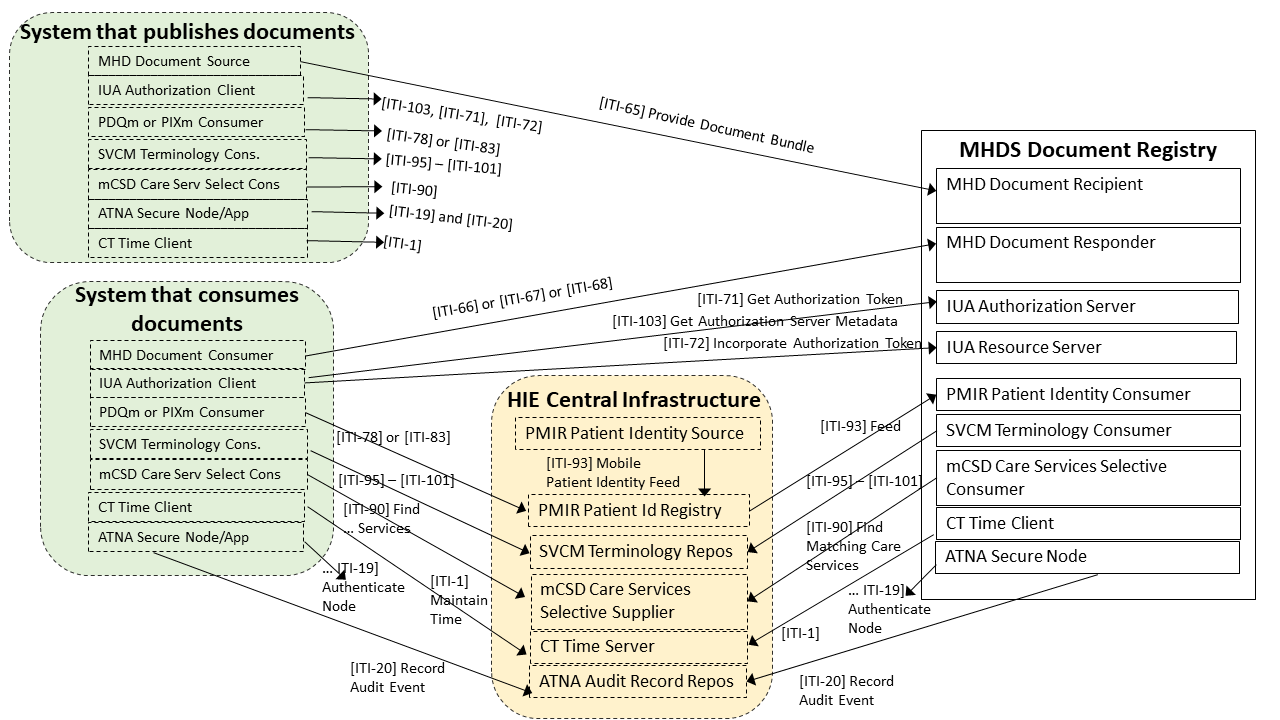 System that publishes documents
MHD Document Source
IUA Authorization Client
PDQm or PIXm Consumer
SVCM Terminology Cons.
mCSD Care Serv Select Cons
ATNA Secure Node/App
CT Time Client
[ITI-103, [ITI-71], [ITI-72]
[ITI-78] or [ITI-83]
[ITI-95] – [ITI-101]
[ITI-90]
[ITI-19] and [ITI-20]
[ITI-1]
[ITI-65] Provide Document Bundle
MHDS Document Registry
MHD Document Recipient
MHD Document Responder
IUA Authorization Server
IUA Resource Server
PMIR Patient Identity Consumer
SVCM Terminology Consumer
mCSD Care Services Selective
Consumer
CT Time Client
ATNA Secure Node
System that consumes
documents
MHD Document Consumer
IUA Authorization Client
PDQm or PIXm Consumer
SVCM Terminology Cons.
mCSD Care Serv Select Cons
CT Time Client
ATNA Secure Node/App
[ITI-66] or [ITI-67] or [ITI-68]
[ITI-71] Get Authorization Token
[ITI-103] Get Authorization Server Metadata
[ITI-72] Incorporate Authorization Token
[ITI-78] or [ITI-83]
[ITI-95] – [ITI-101]
[ITI-90] Find
... Services
... ITI-19]
Authenticate
Node
[ITI-1]
Maintain
Time
[ITI-20] Record
Audit Event
HIE Central Infrastructure
PMIR Patient Identity Source
[ITI-93] Mobile
Patient Identity Feed
PMIR Patient Id Registry
SVCM Terminology Repos
mCSD Care Services
Selective Supplier
CT Time Server
ATNA Audit Record Repos
[ITI-93] Feed
[ITI-95] – [ITI-101]
[ITI-90] Find
Matching Care
Services
... ITI-19]
Authenticate
Node
[ITI-1]
[ITI-20] Record
Audit Event